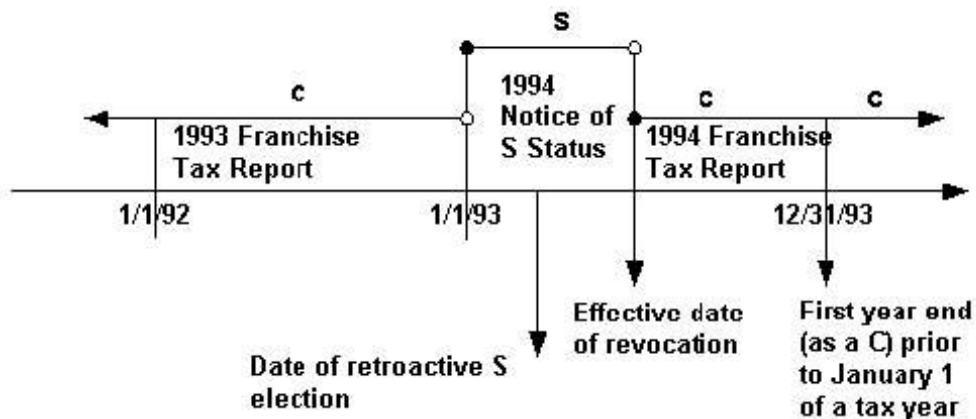 S
C
1993 Franchise
Tax Report
1994
Notice of
S Status
C
C
1994 Franchise
Tax Report
1/1/92
1/1/93
12/31/93
Date of retroactive S
election
Effective date
of revocation
First year end
(as a C) prior
to January 1
of a tax year